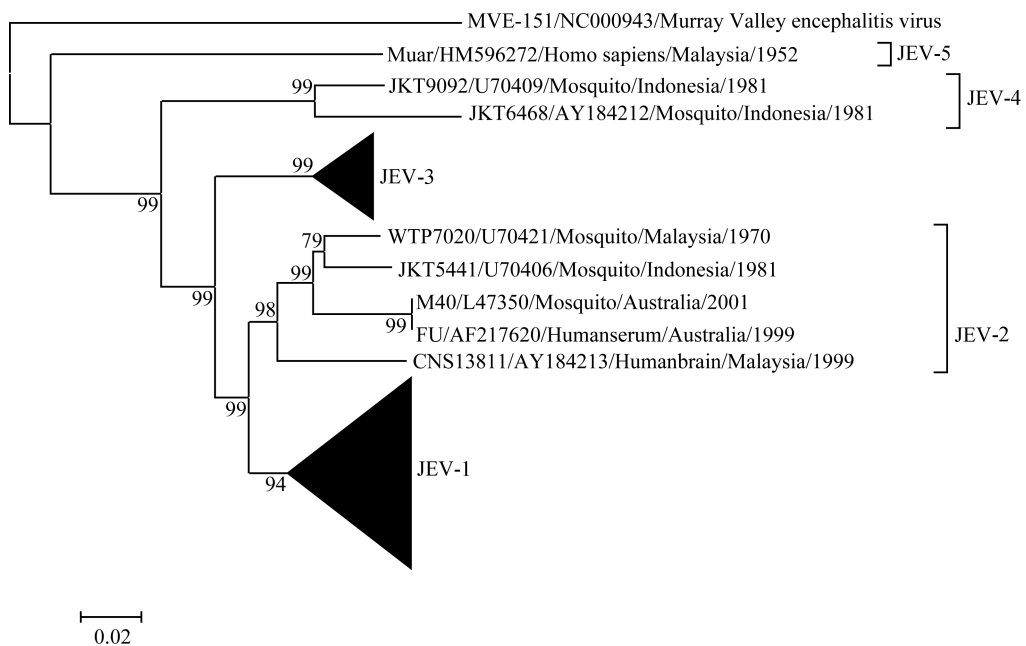 MVE-151/NC000943/Murray Valley encephalitis virus
Muar/HM596272/Homo sapiens/Malaysia/1952
JEV-5
99
JKT9092/U70409/Mosquito/Indonesia/1981
JEV-4
JKT6468/AY184212/Mosquito/Indonesia/1981
99
JEV-3
99
79
WTP7020/U70421/Mosquito/Malaysia/1970
99
JKT5441/U70406/Mosquito/Indonesia/1981
99
M40/L47350/Mosquito/Australia/2001
98
99
FU/AF217620/Humanserum/Australia/1999
JEV-2
CNS13811/AY184213/Humanbrain/Malaysia/1999
99
JEV-1
94
0.02